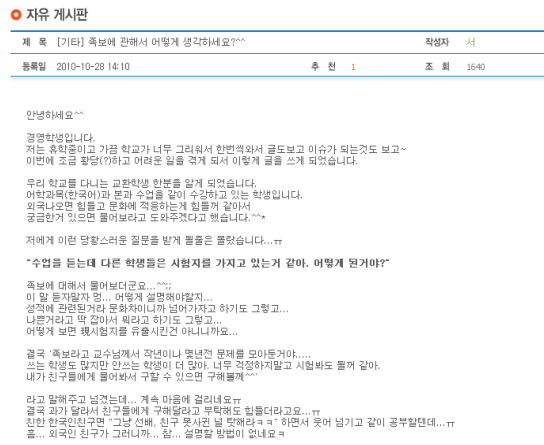 자유 게시판
제 목 [기타] 족보에 관해서 어떻게 생각하세요?^^ 작성자 서
등록일 2010-10-28 14:10 추 천 1 조 회 1640
안녕하세요^^
경영학생입니다.
저는 휴학중이고 가끔 학교가 너무 그리워서 한번씩와서 글도보고 이슈가 되는것도 보고~
이번에 조금 황당(?)하고 어려운 일을 겪게 되서 이렇게 글을 쓰게 되었습니다.
우리 학교를 다니는 교환학생 한분을 알게 되었습니다.
어학과목(한국어)과 본과 수업을 같이 수강하고 있는 학생입니다.
외국나오면 힘들고 문화에 적응하는게 힘들꺼 같아서
궁금한거 있으면 물어보라고 도와주겠다고 했습니다.^^*
저에게 이런 당황스러운 질문을 받게 될줄은 몰랐습니다...ㅠ
"수업을 듣는데 다른 학생들은 시험지를 가지고 있는거 같아. 어떻게 된거야?"
족보에 대해서 물어보더군요...^^;;
이 말 듣자말자 멍... 어떻게 설명해야할지...
성적에 관련된거라 문화차이니까 넘어가자고 하기도 그렇고...
나쁜거라고 딱 잡아서 뭐라고 하기도 그렇고...
어떻게 보면 現시험지를 유출시킨건 아니니까요...
결국 '족보라고 교수님께서 작년이나 몇년전 문제를 모아둔거야.....
쓰는 학생도 많지만 안쓰는 학생이 더 많아. 너무 걱정하지말고 시험봐도 될꺼 같아.
내가 친구들에게 물어봐서 구할 수 있으면 구해볼께^^'
라고 말해주고 넘겼는데... 계속 마음에 걸리네요ㅠ
결국 과가 달라서 친구들에게 구해달라고 부탁해도 힘들더라고요...ㅠ
친한 한국인친구면 "그냥 선배, 친구 못사귄 널 탓해라ㅋㅋ" 하면서 웃어 넘기고 같이 공부할텐데...ㅠ
흠... 외국인 친구가 그러니까... 참... 설명할 방법이 없네요ㅋ